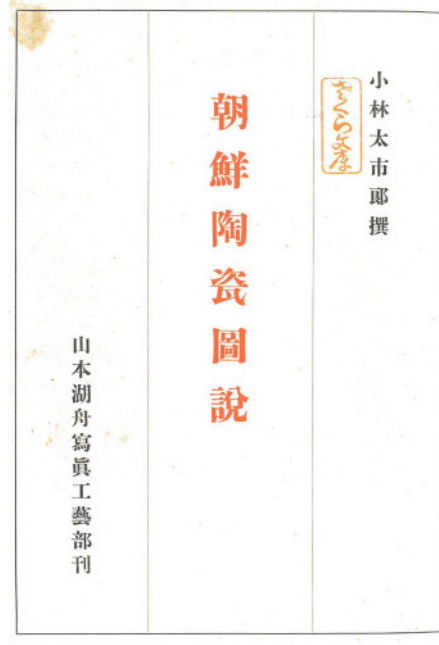 小林太市郎撰
さくら文庫
朝鮮陶瓷圖說
山本湖舟寫眞工藝部刊